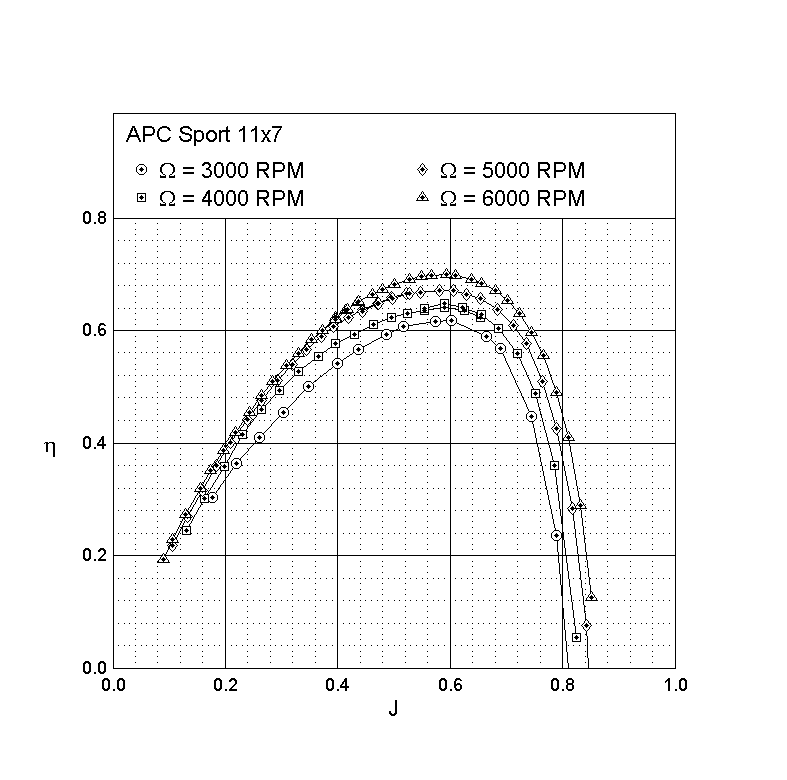 APC Sport 11x7
Ω = 3000 RPM Ω = 5000 RPM
Ω = 4000 RPM Ω = 6000 RPM
0.8
0.6
η
0.4
0.2
0.0
0.0 0.2 0.4 0.6 0.8 1.0
J